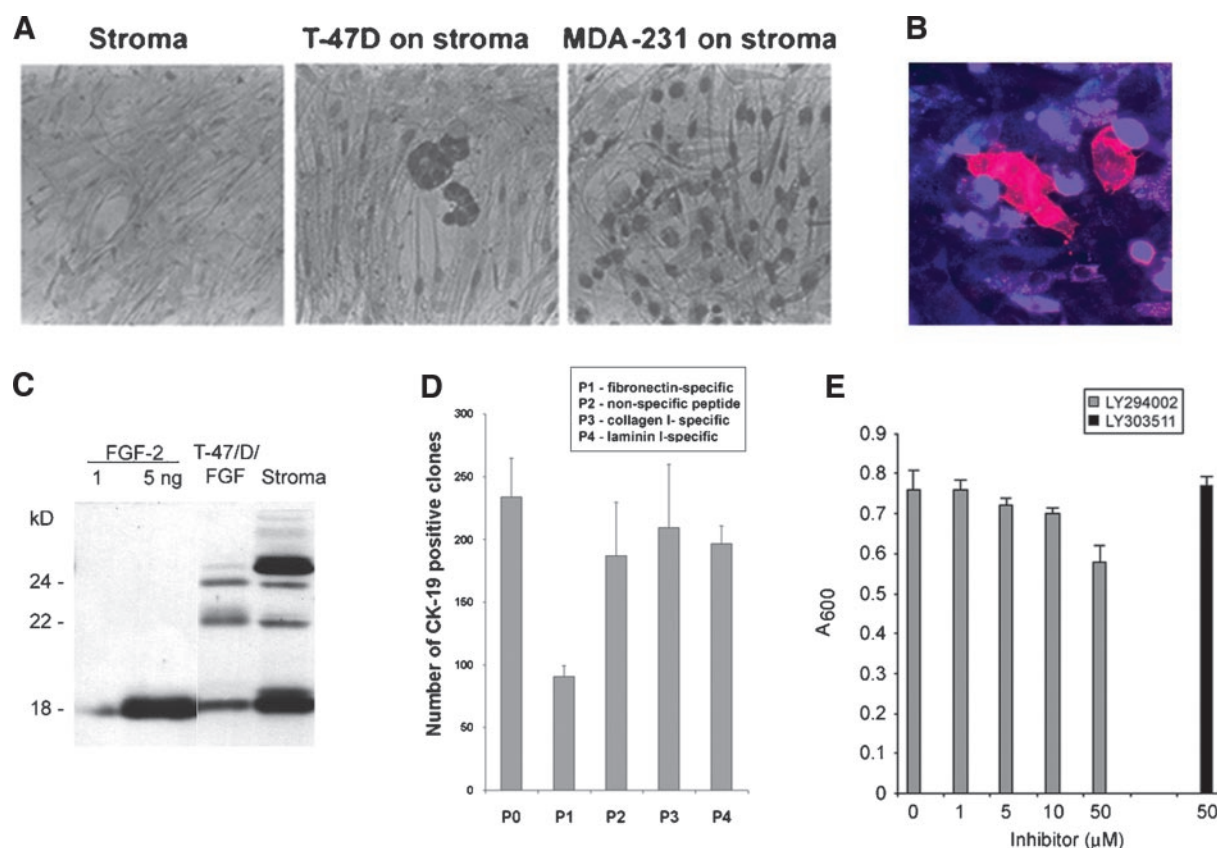 A
Stroma
T-47D on stroma
MDA-231 on stroma
B
C
FGF-2
T-47/D/
1
5 ng
FGF
Stroma
kD
24 -
22 -
18 -
D
P1 - fibronectin-specific
P2 - non-specific peptide
P3 - collagen I- specific
P4 - laminin I-specific
Number of CK-19 positive clones
300
250
200
150
100
50
0
P0
P1
P2
P3
P4
E
LY294002
LY303511
A600
0.9
0.8
0.7
0.6
0.5
0.4
0.3
0.2
0.1
0
0
1
5
10
50
50
Inhibitor (μM)